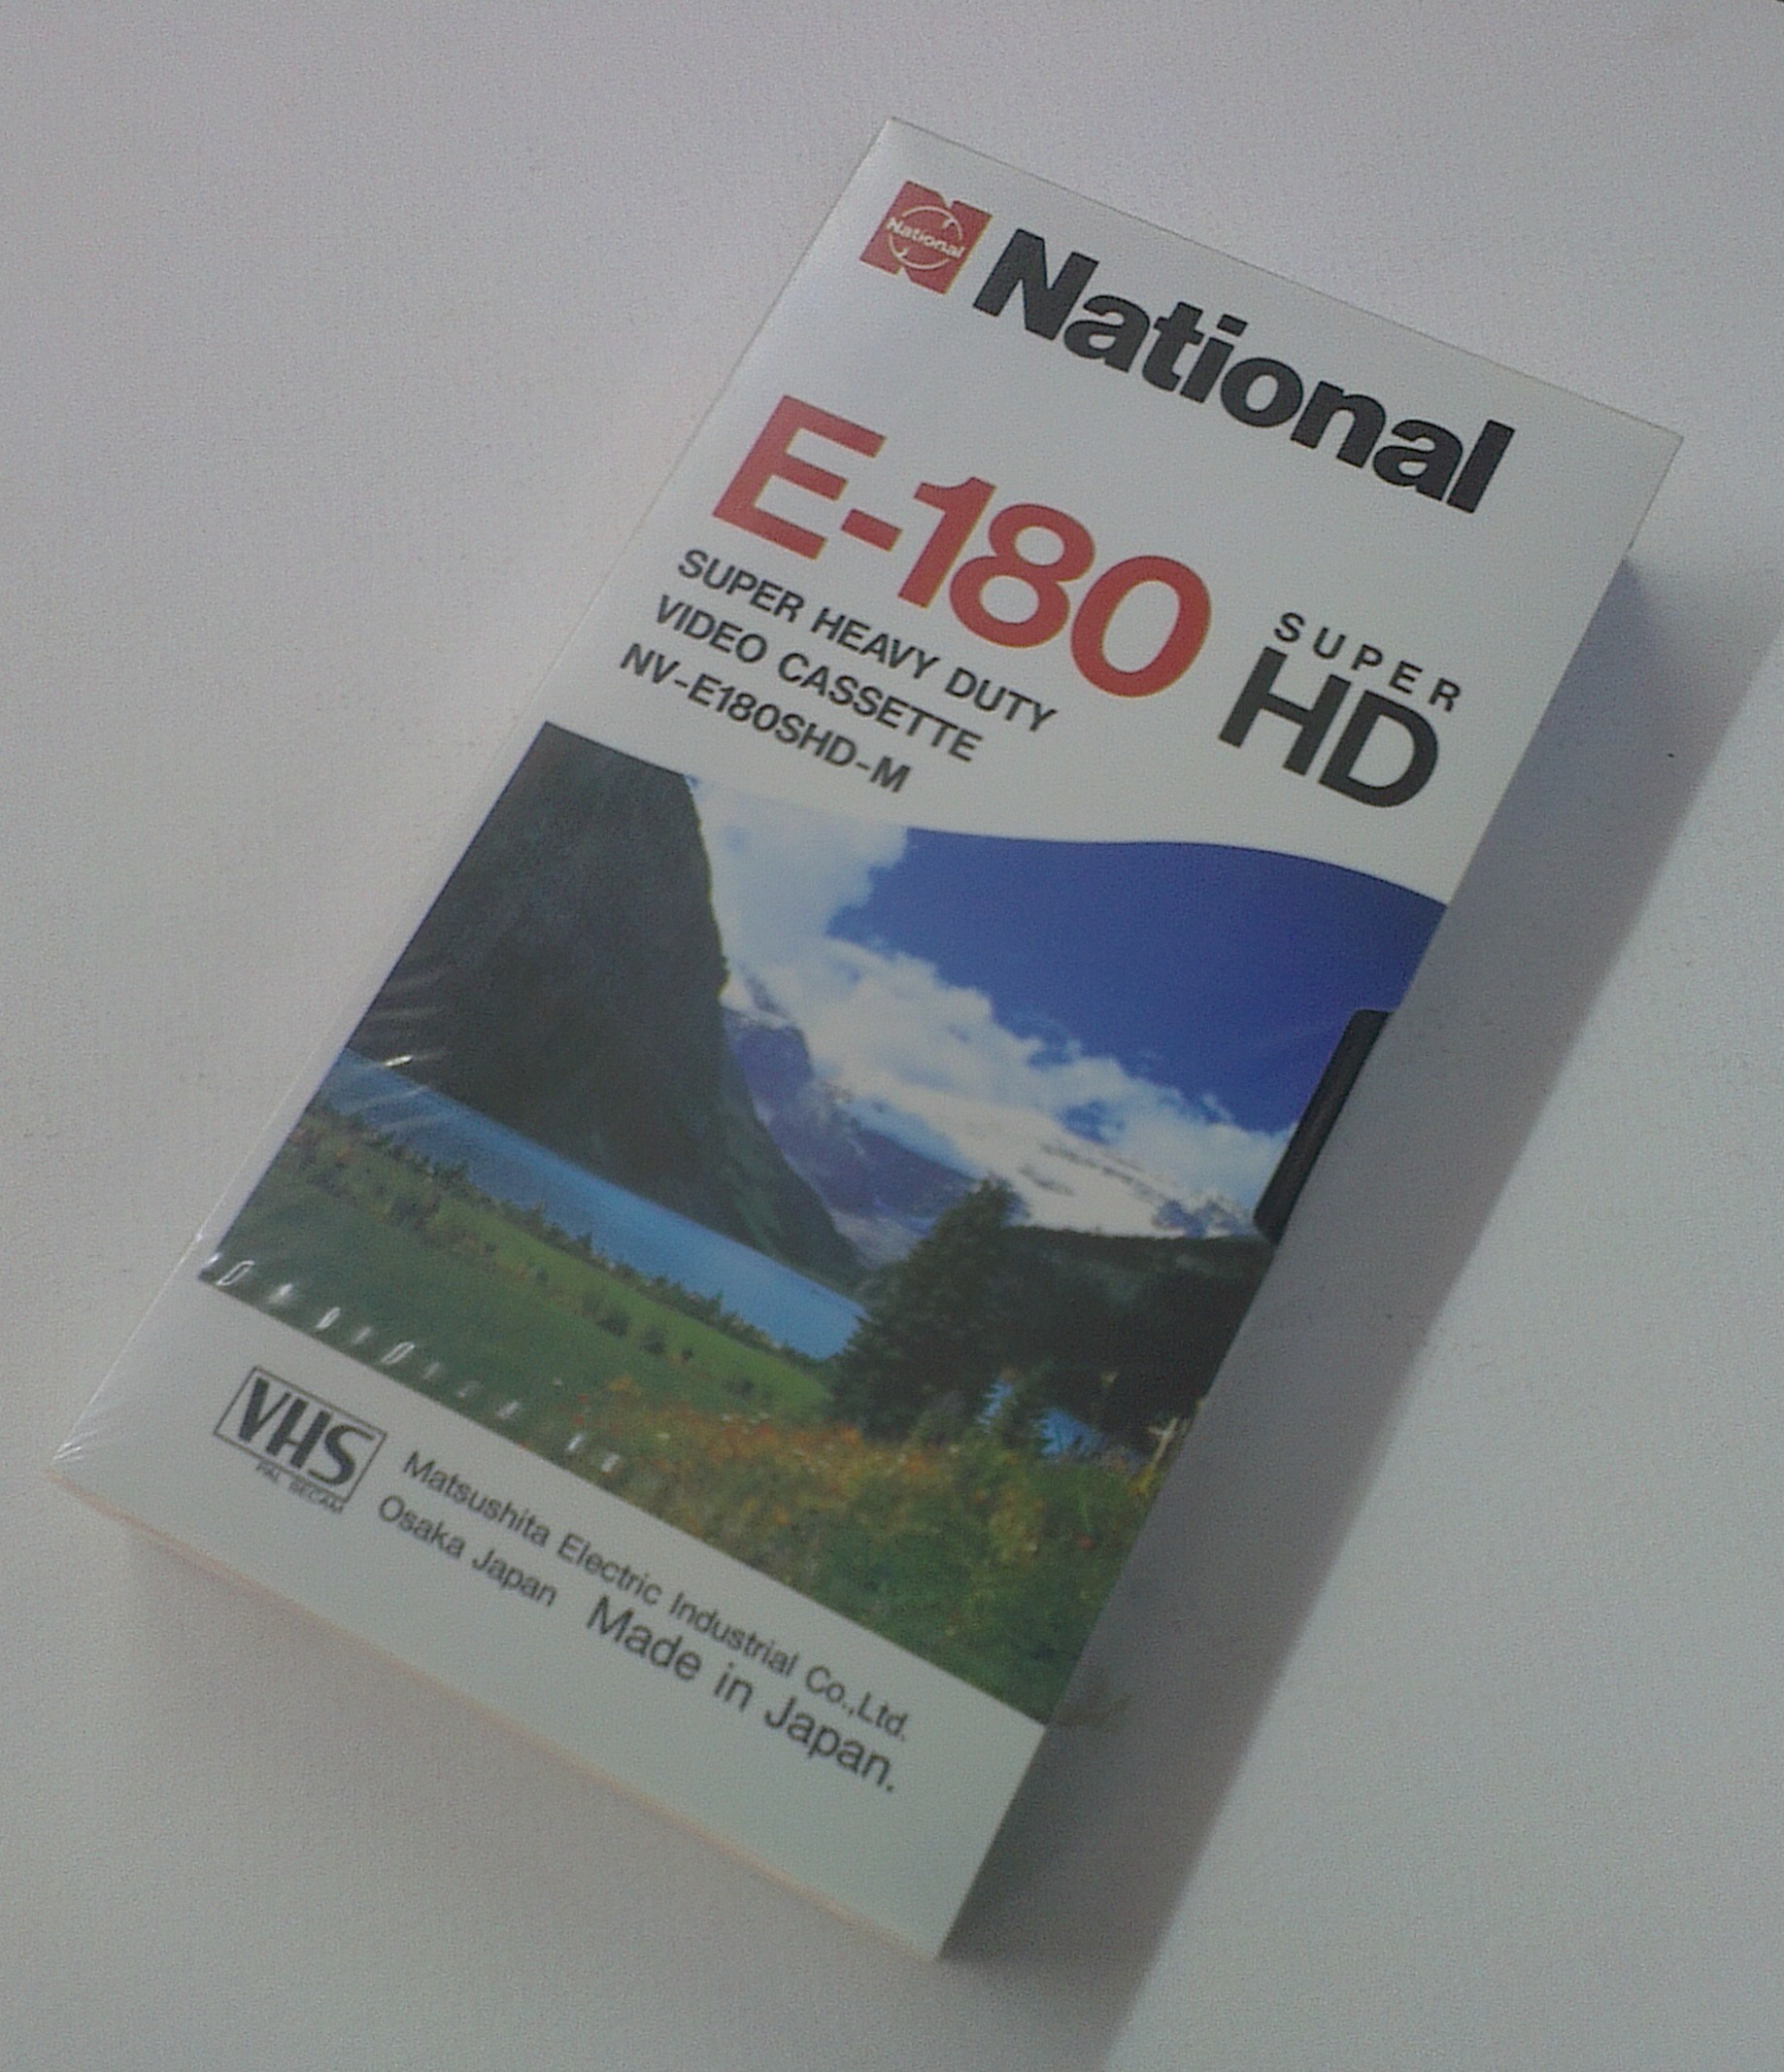 National
National
E-180
SUPER
HD
SUPER HEAVY DUTY
VIDEO CASSETTE
NV-E180SHD-M
VHS
PAL SECAM
Matsushita Electric Industrial Co.,Ltd.
Osaka Japan Made in Japan.